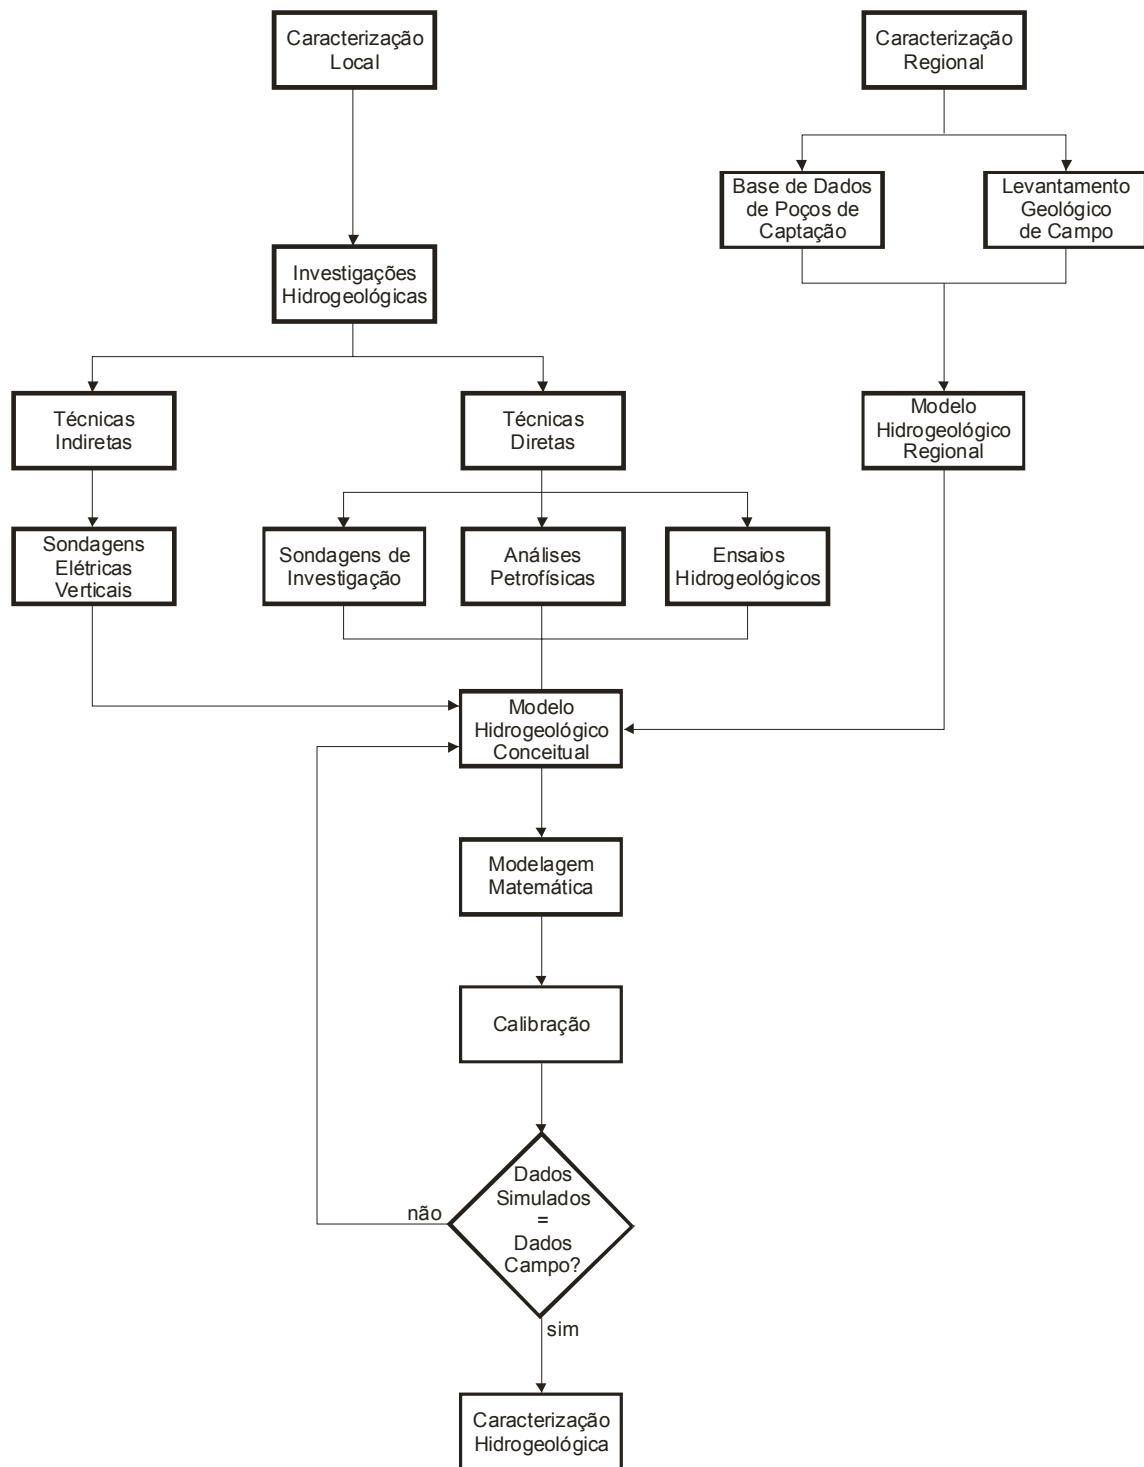 Caracterização
Local
Caracterização
Regional
Base de Dados
de Poços de
Captação
Levantamento
Geológico
de Campo
Investigações
Hidrogeológicas
Técnicas
Indiretas
Técnicas
Diretas
Modelo
Hidrogeológico
Regional
Sondagens
Elétricas
Verticais
Sondagens de
Investigação
Análises
Petrofísicas
Ensaios
Hidrogeológicos
Modelo
Hidrogeológico
Conceitual
Modelagem
Matemática
Calibração
Dados
Simulados
=
Dados
Campo?
não
sim
Caracterização
Hidrogeológica